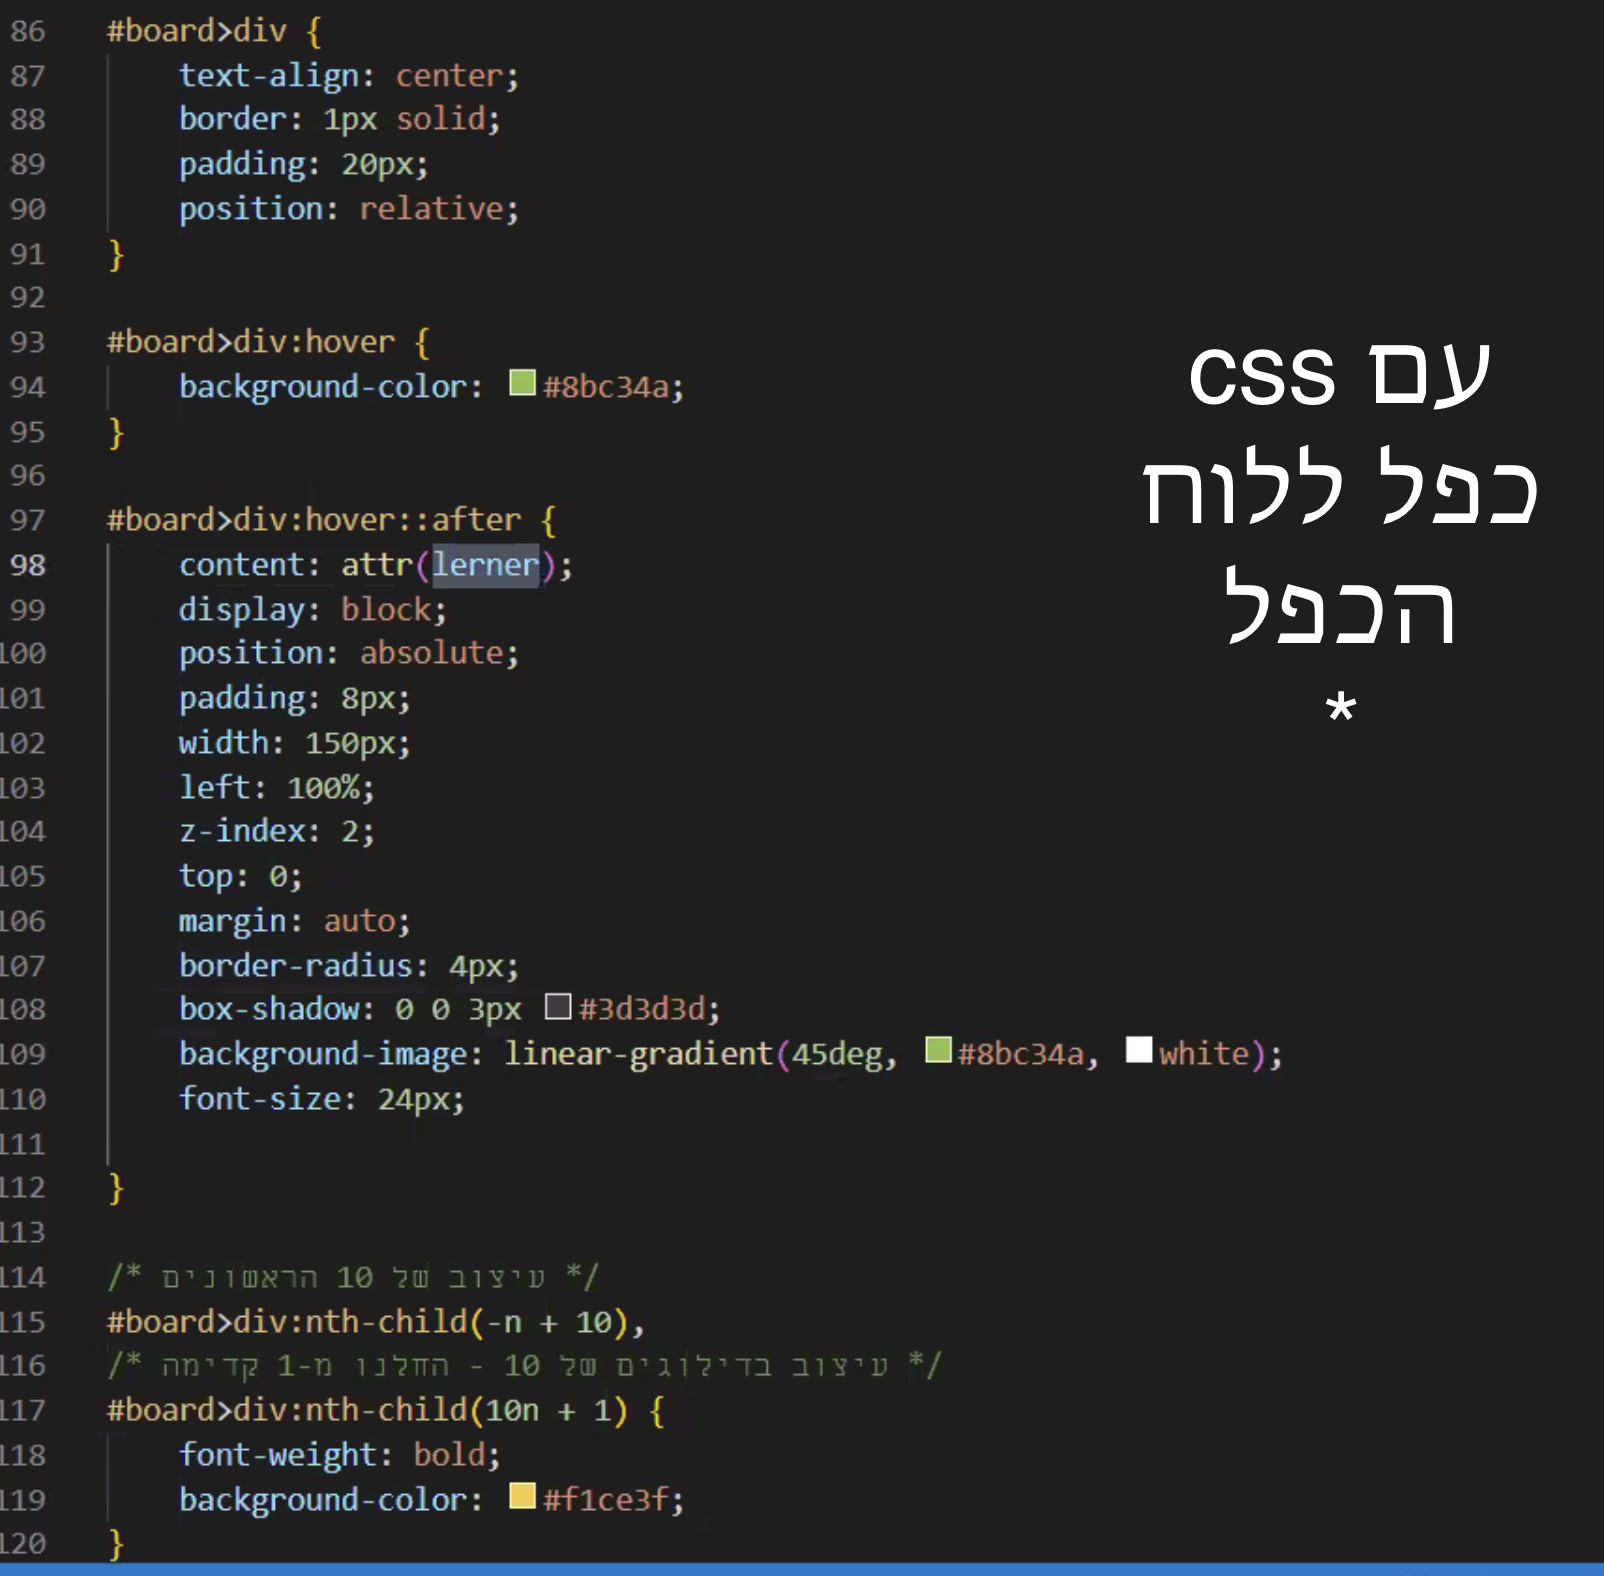 86 #board>div {
87 text-align: center;
88 border: 1px solid;
89 padding: 20px;
90 position: relative;
91 }
92
93 #board>div:hover {
94 background-color: #8bc34a;
95 }
96
97 #board>div:hover::after {
98 content: attr(lerner);
99 display: block;
100 position: absolute;
101 padding: 8px;
102 width: 150px;
103 left: 100%;
104 z-index: 2;
105 top: 0;
106 margin: auto;
107 border-radius: 4px;
108 box-shadow: 0 0 3px #3d3d3d;
109 background-image: linear-gradient(45deg, #8bc34a, white);
110 font-size: 24px;
111
112 }
113
114 /* עיצוב של 10 הראשונים */
115 #board>div:nth-child(-n + 10),
116 /* עיצוב בדילוגים של 10 - החלנו מ-1 קדימה */
117 #board>div:nth-child(10n + 1) {
118 font-weight: bold;
119 background-color: #f1ce3f;
120 }
עם css
כפל ללוח
הכפל
*